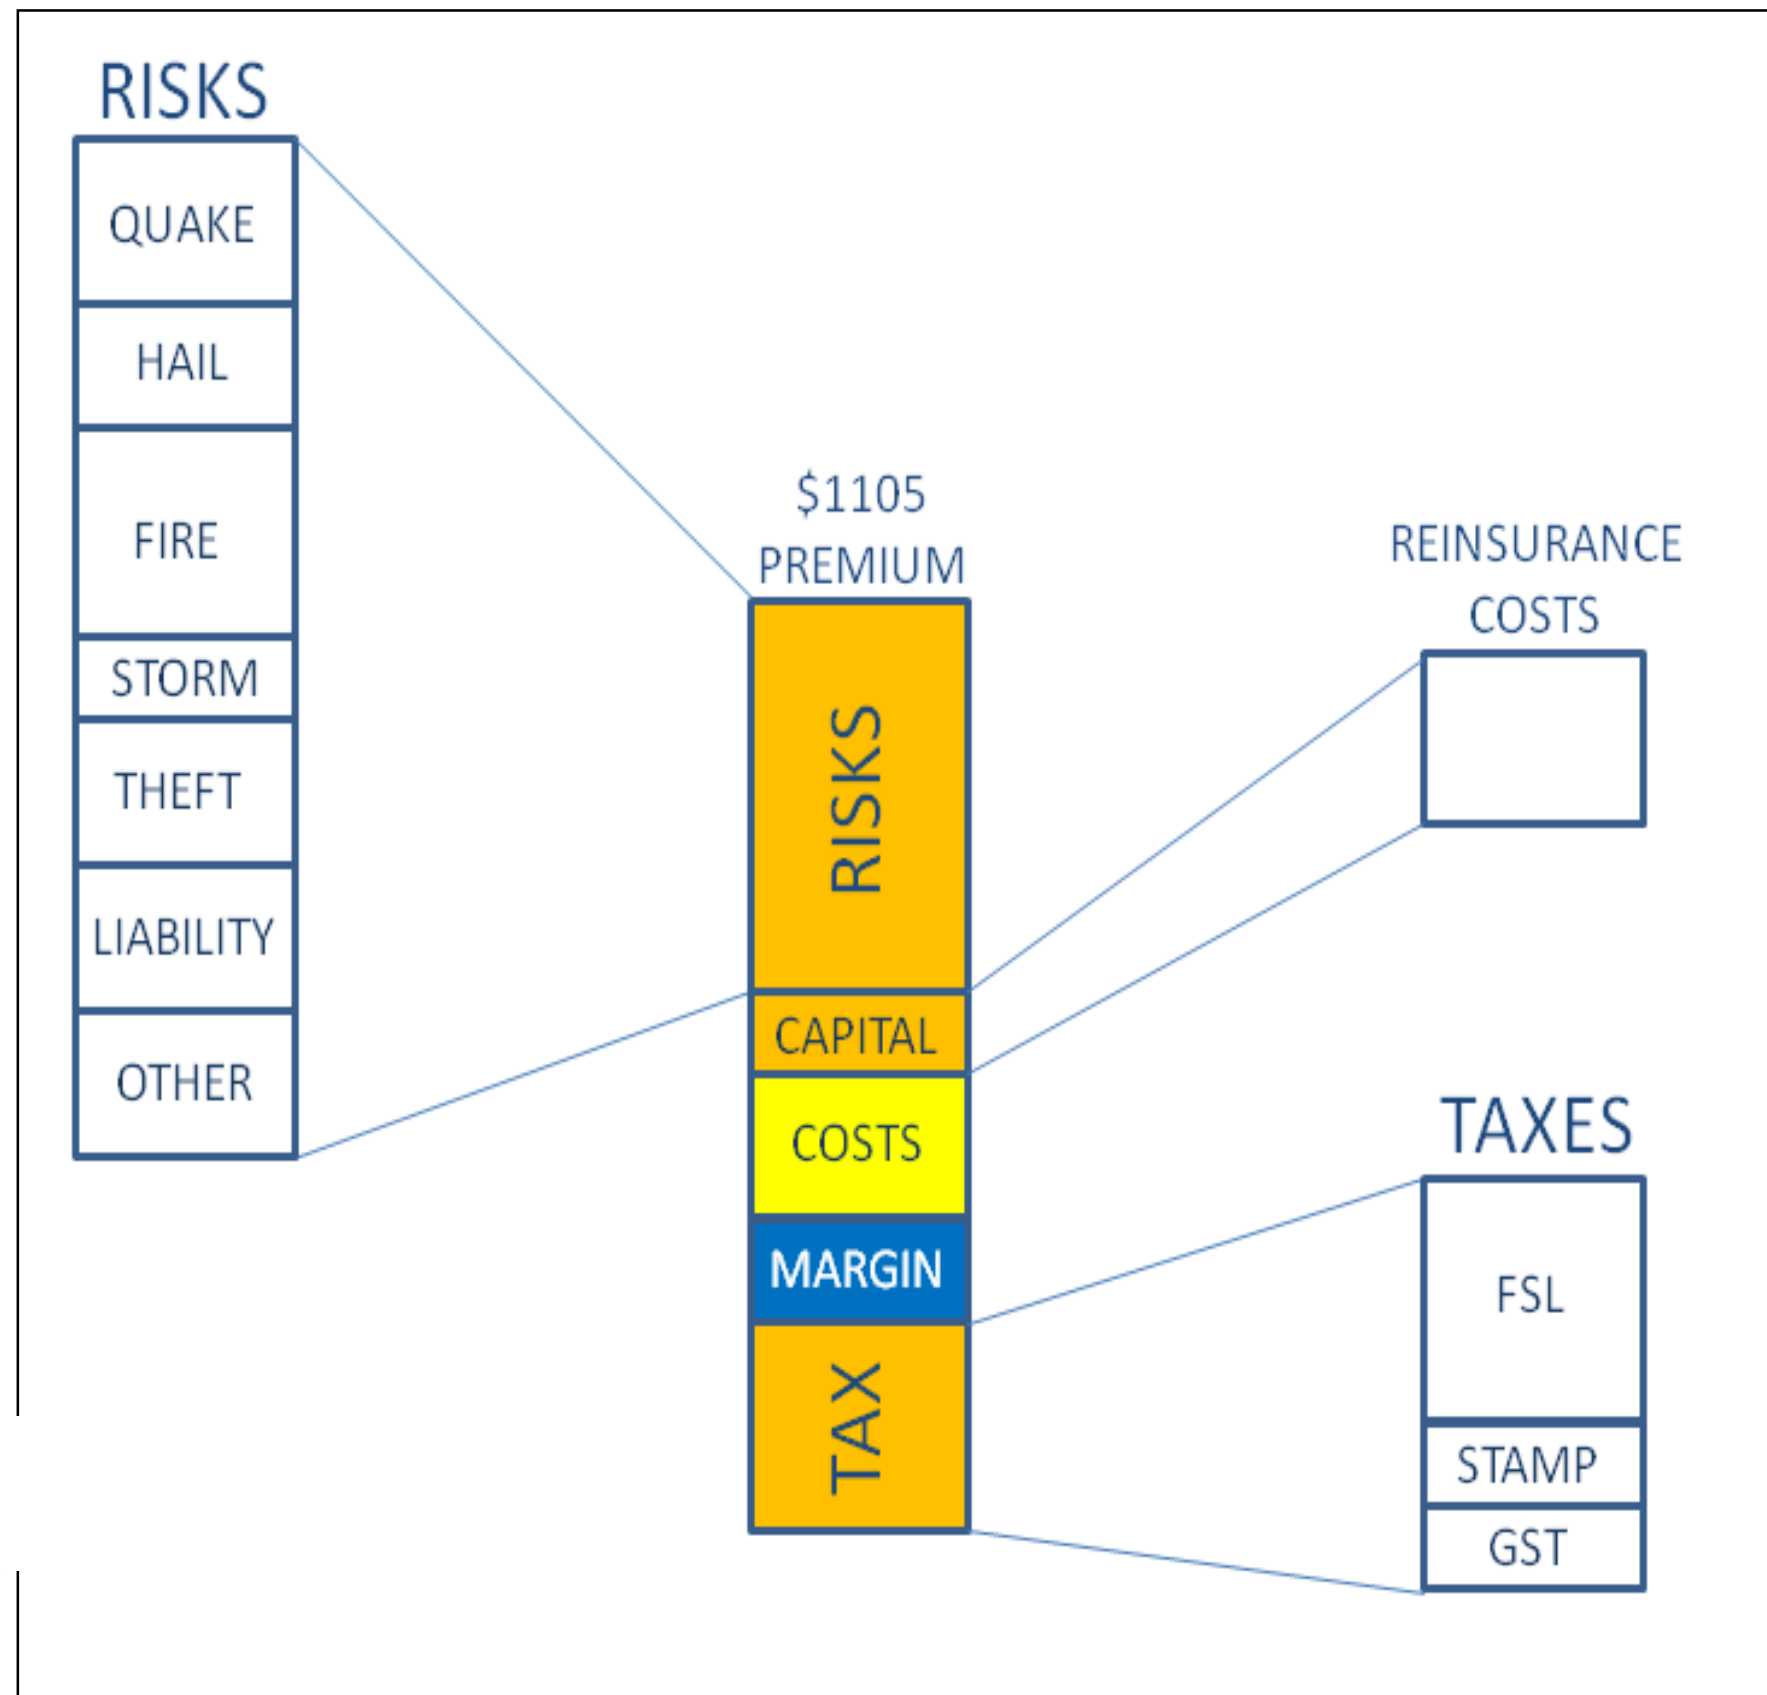 RISKS
QUAKE
HAIL
FIRE
STORM
THEFT
LIABILITY
OTHER
$1105
PREMIUM
RISKS
CAPITAL
COSTS
MARGIN
TAX
REINSURANCE
COSTS
TAXES
FSL
STAMP
GST